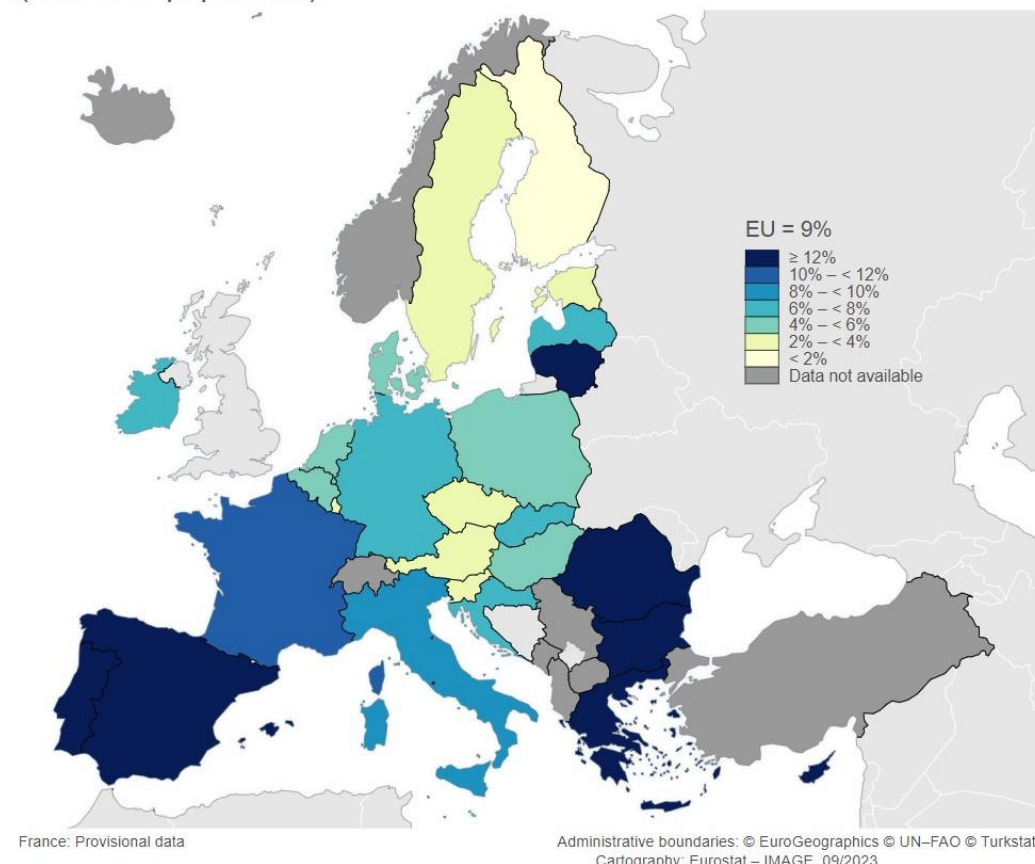 EU = 9%
≥ 12%
10% – < 12%
8% – < 10%
6% – < 8%
4% – < 6%
2% – < 4%
< 2%
Data not available
France: Provisional data
Administrative boundaries: © EuroGeographics © UN–FAO © Turkstat
Cartography: Eurostat – IMAGE, 09/2023